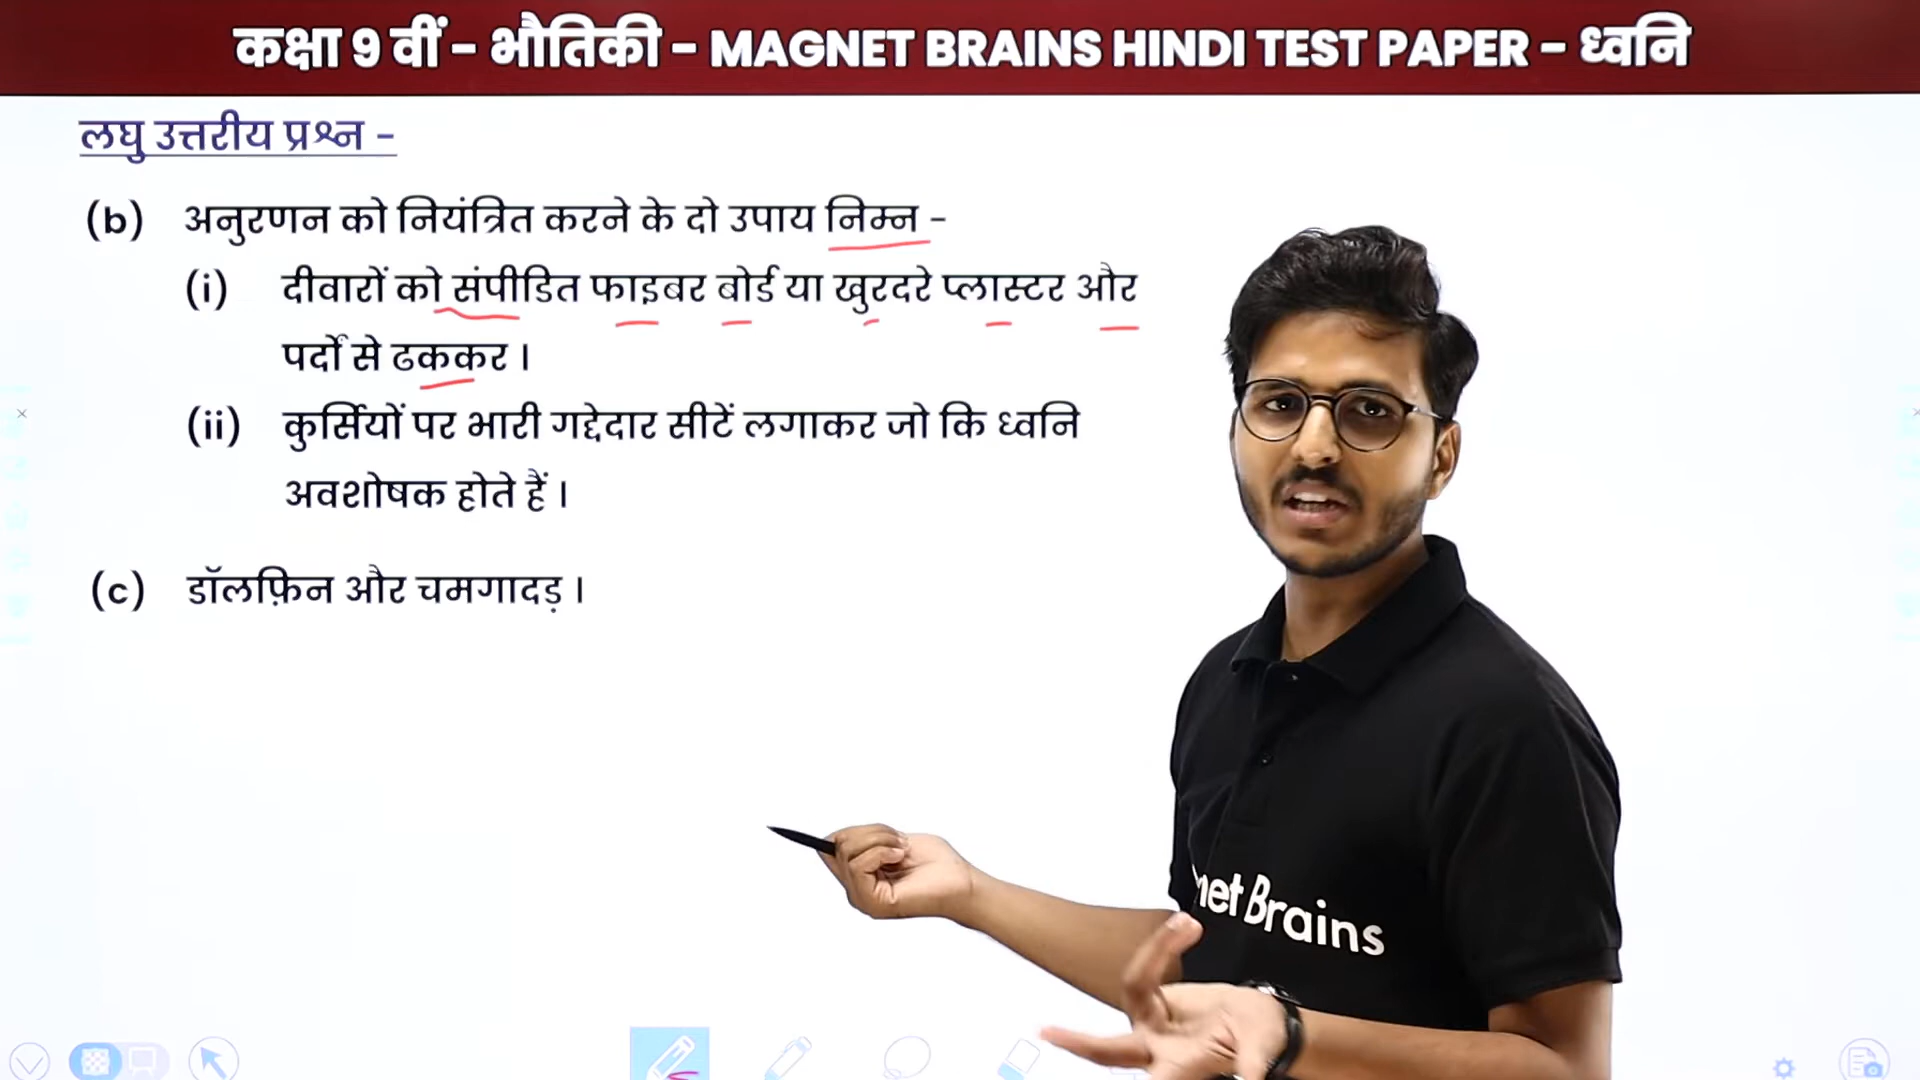 कक्षा 9 वीं - भौतिकी - MAGNET BRAINS HINDI TEST PAPER - ध्वनि
लघु उत्तरीय प्रश्न -
(b) अनुरणन को नियंत्रित करने के दो उपाय निम्न -
(i) दीवारों को संपीडित फाइबर बोर्ड या खुरदरे प्लास्टर और
पर्दों से ढककर ।
(ii) कुर्सियों पर भारी गद्देदार सीटें लगाकर जो कि ध्वनि
अवशोषक होते हैं ।
(c) डॉलफ़िन और चमगादड़ ।
net Brains